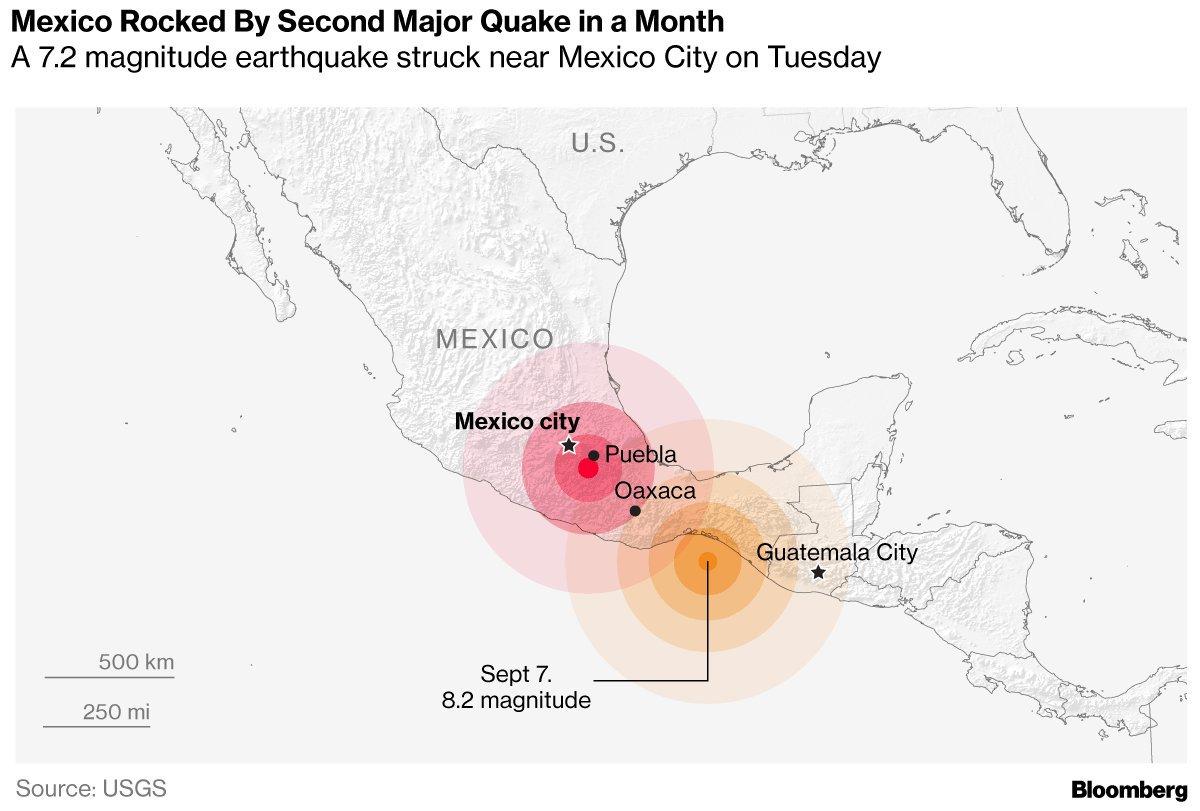 Mexico Rocked By Second Major Quake in a Month
A 7.2 magnitude earthquake struck near Mexico City on Tuesday
U.S.
MEXICO
Mexico city
Puebla
Oaxaca
Guatemala City
Sept 7.
8.2 magnitude
500 km
250 mi
Source: USGS
Bloomberg